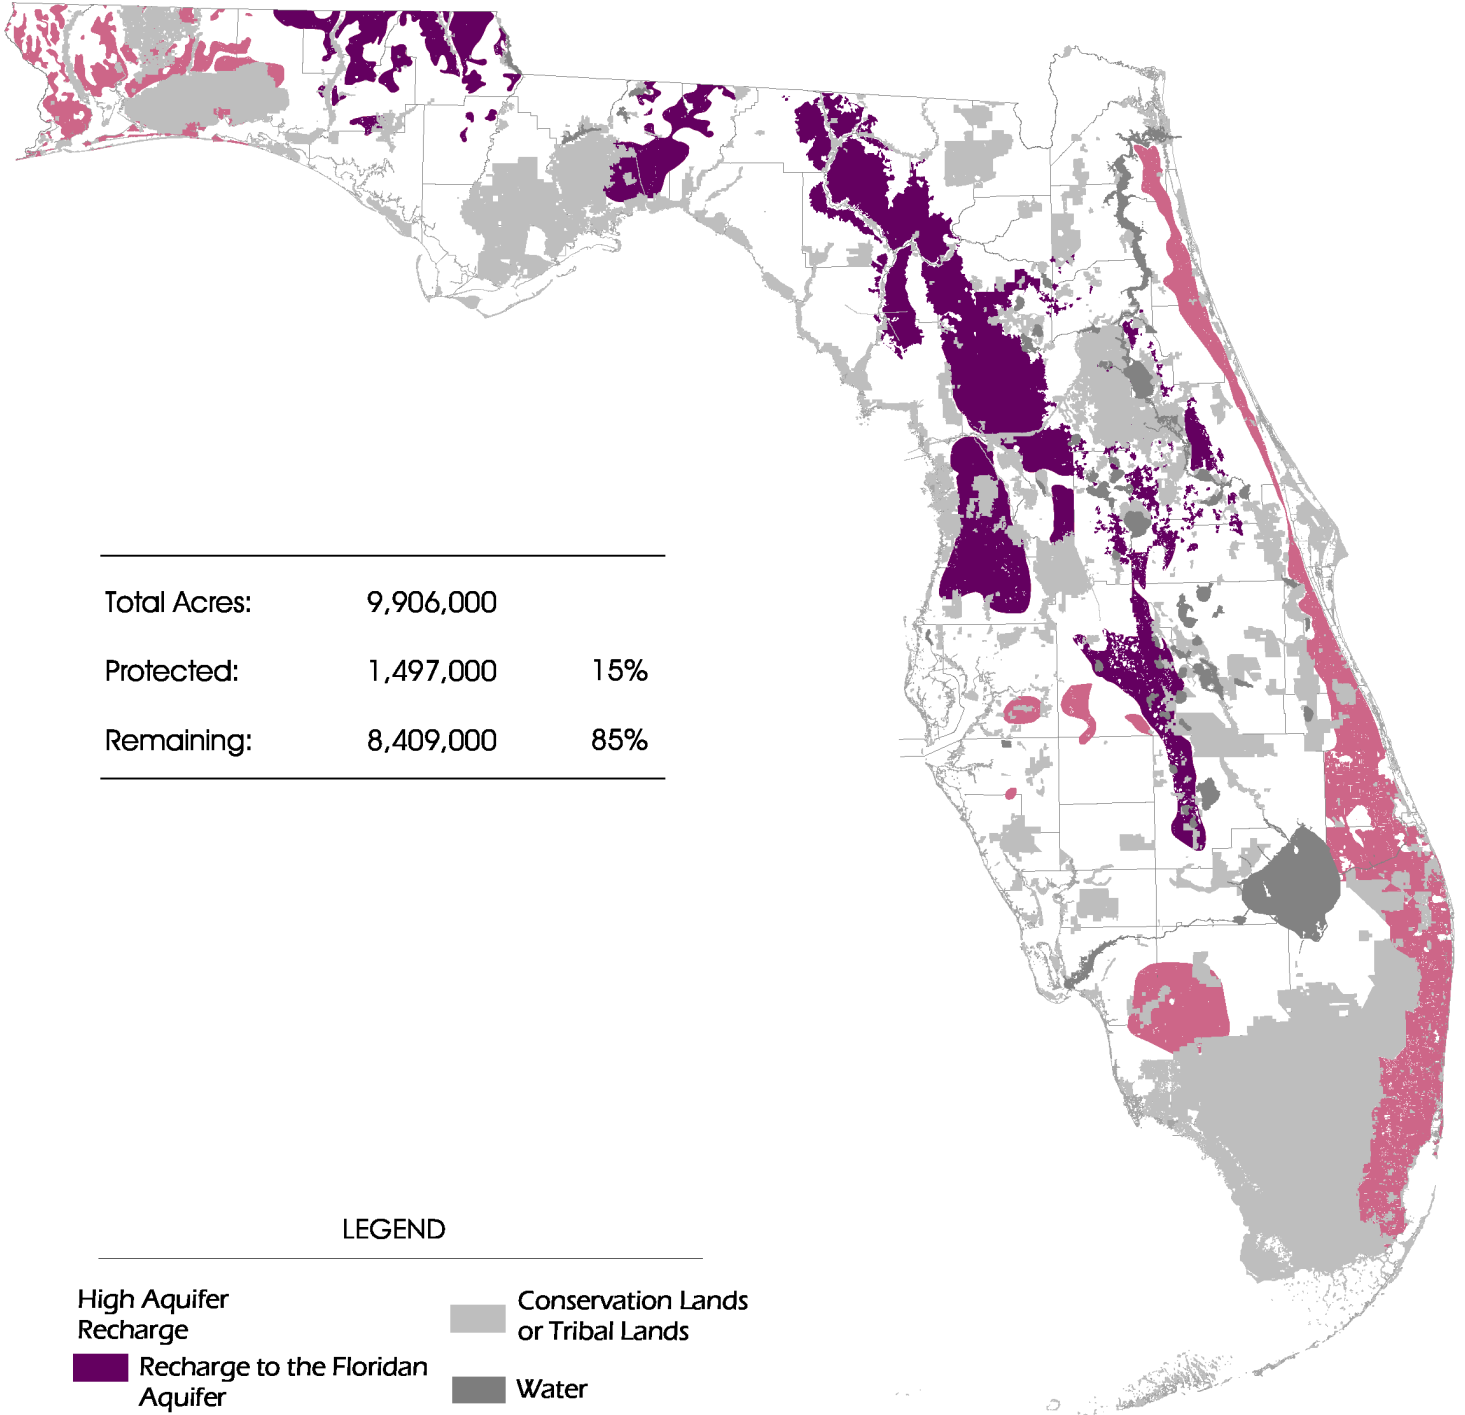 Total Acres: 9,906,000
Protected: 1,497,000 15%
Remaining: 8,409,000 85%
LEGEND
High Aquifer
Recharge
Recharge to the Floridan
Aquifer
Conservation Lands
or Tribal Lands
Water